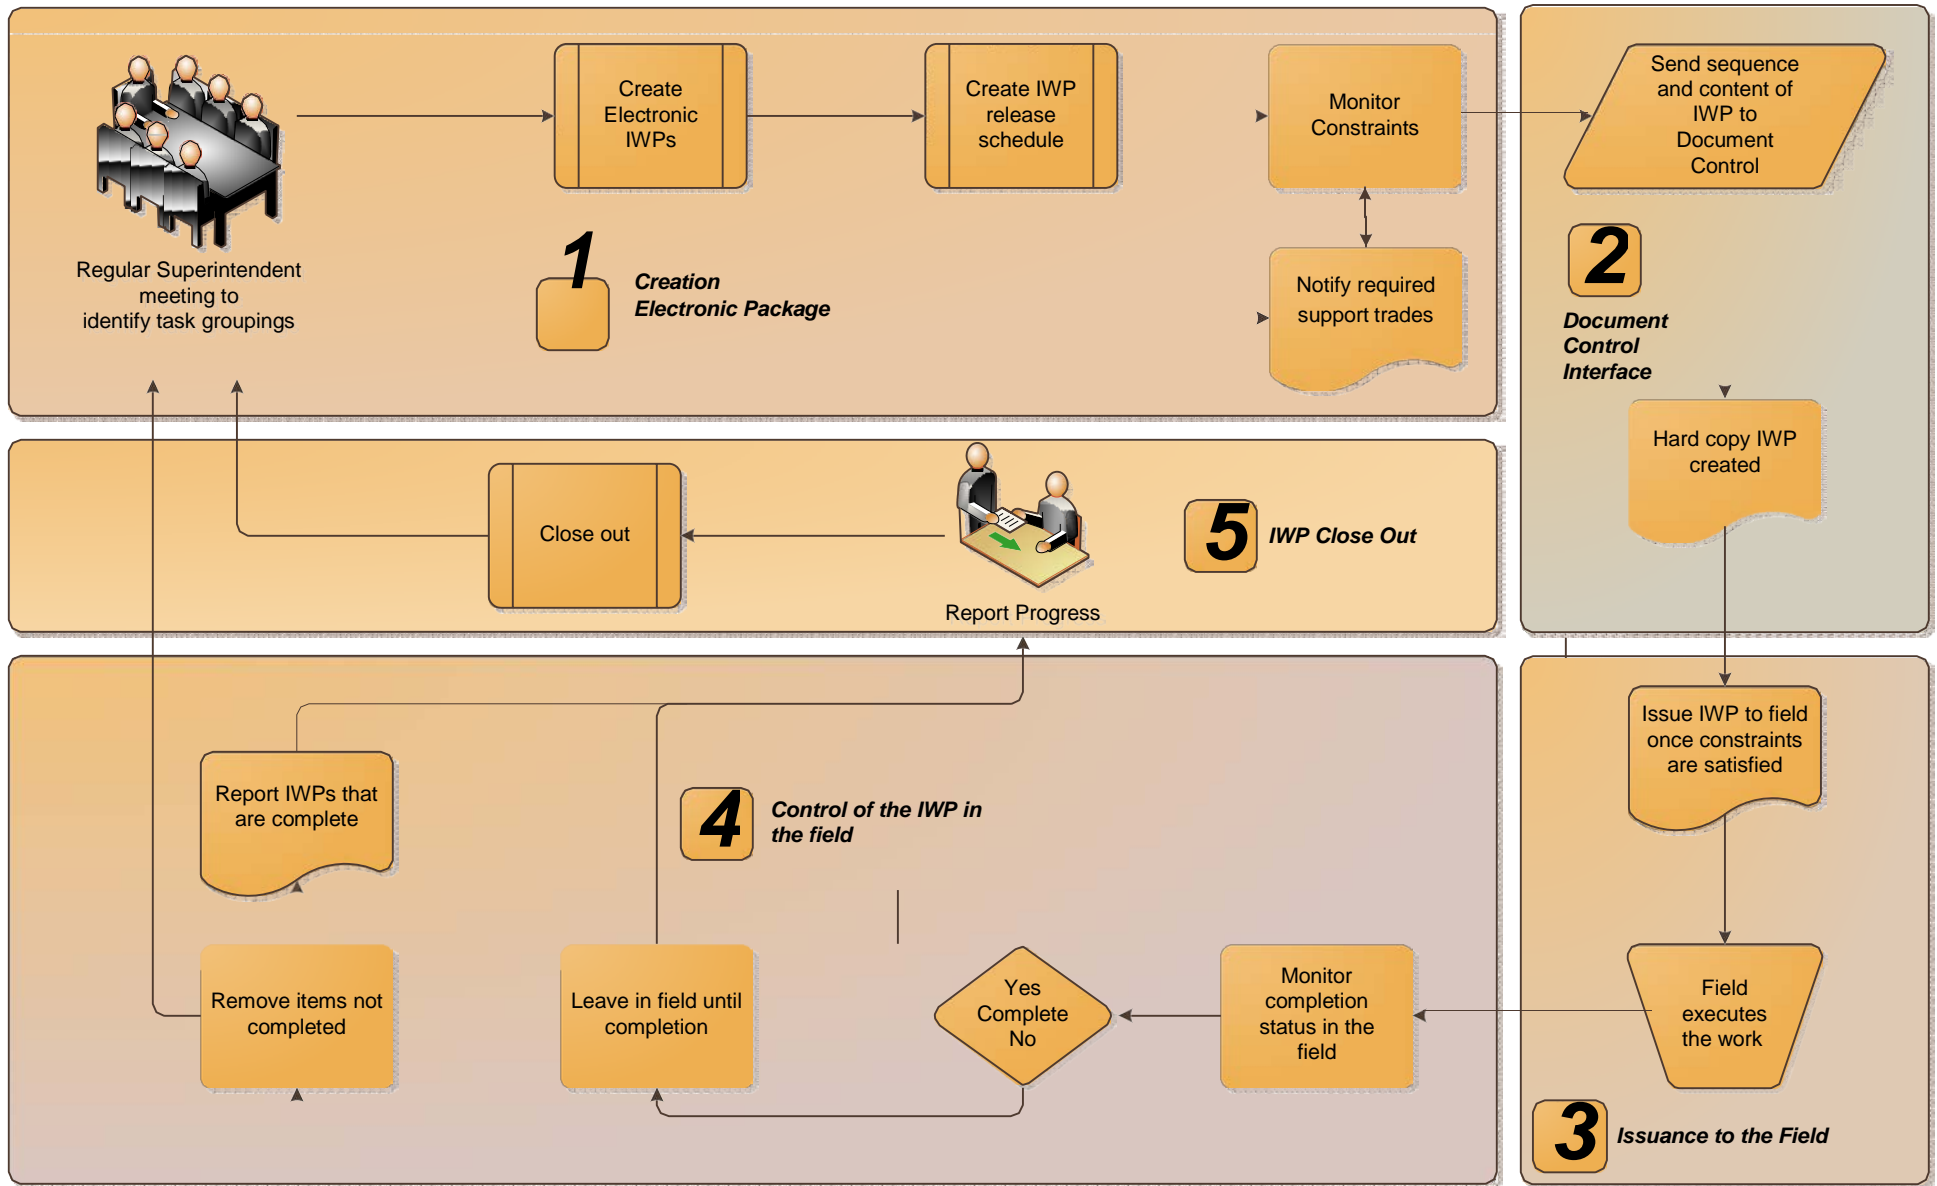 Regular Superintendent
meeting to
identify task groupings
Create
Electronic
IWPs
Create IWP
release
schedule
Monitor
Constraints
Notify required
support trades
1
Creation
Electronic Package
Send sequence
and content of
IWP to
Document
Control
2
Document
Control
Interface
Hard copy IWP
created
Close out
Report Progress
5
IWP Close Out
Issue IWP to field
once constraints
are satisfied
Field
executes
the work
3
Issuance to the Field
Report IWPs that
are complete
4
Control of the IWP in
the field
Remove items not
completed
Leave in field until
completion
Yes
Complete
No
Monitor
completion
status in the
field